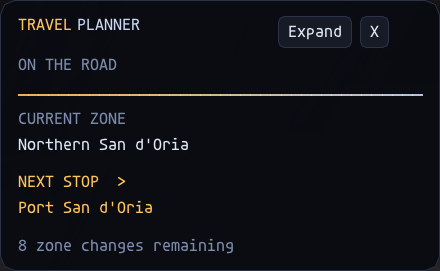 TRAVEL PLANNER
Expand
X
ON THE ROAD
CURRENT ZONE
Northern San d'Oria
NEXT STOP >
Port San d'Oria
8 zone changes remaining